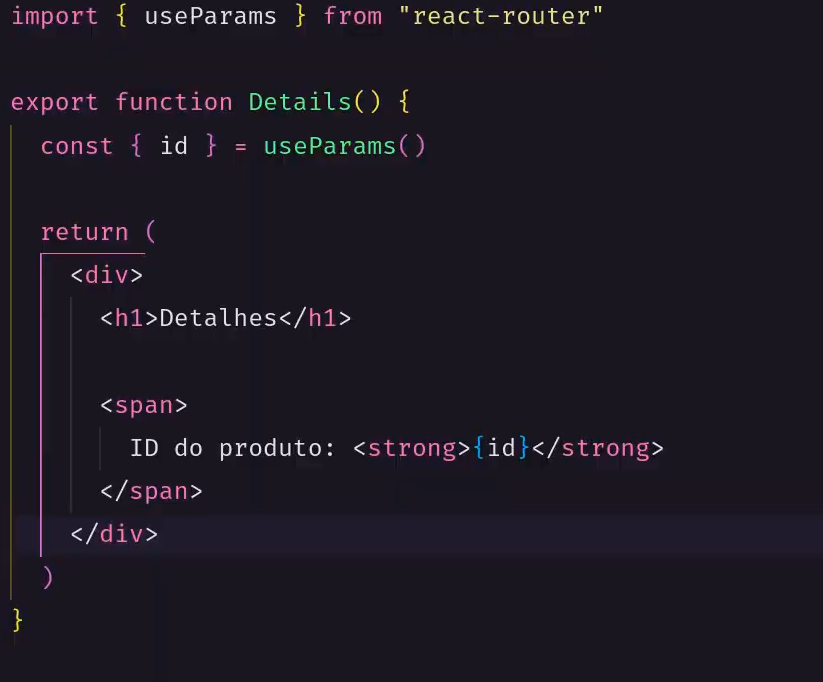 import { useParams } from "react-router"
export function Details() {
const { id } = useParams()
return (
<div>
<h1>Detalhes</h1>
<span>
ID do produto: <strong>{id}</strong>
</span>
</div>
)
}